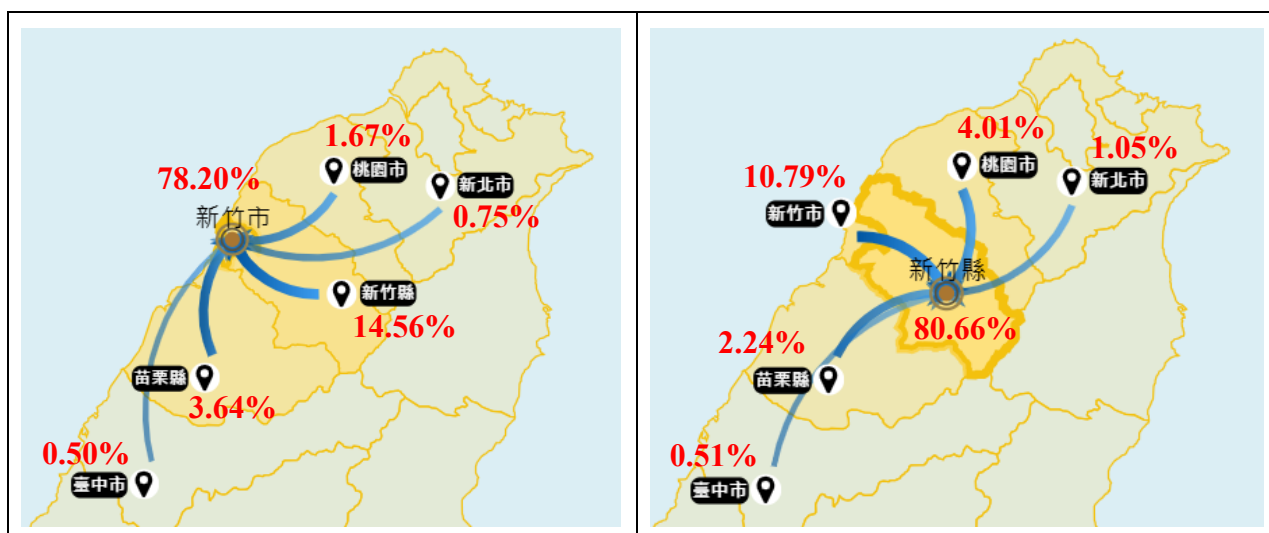 1.67%
桃園市
78.20%
新北市
新竹市
0.75%
新竹縣
14.56%
苗栗縣
3.64%
0.50%
臺中市
4.01%
桃園市
1.05%
新北市
10.79%
新竹市
新竹縣
80.66%
2.24%
苗栗縣
0.51%
臺中市